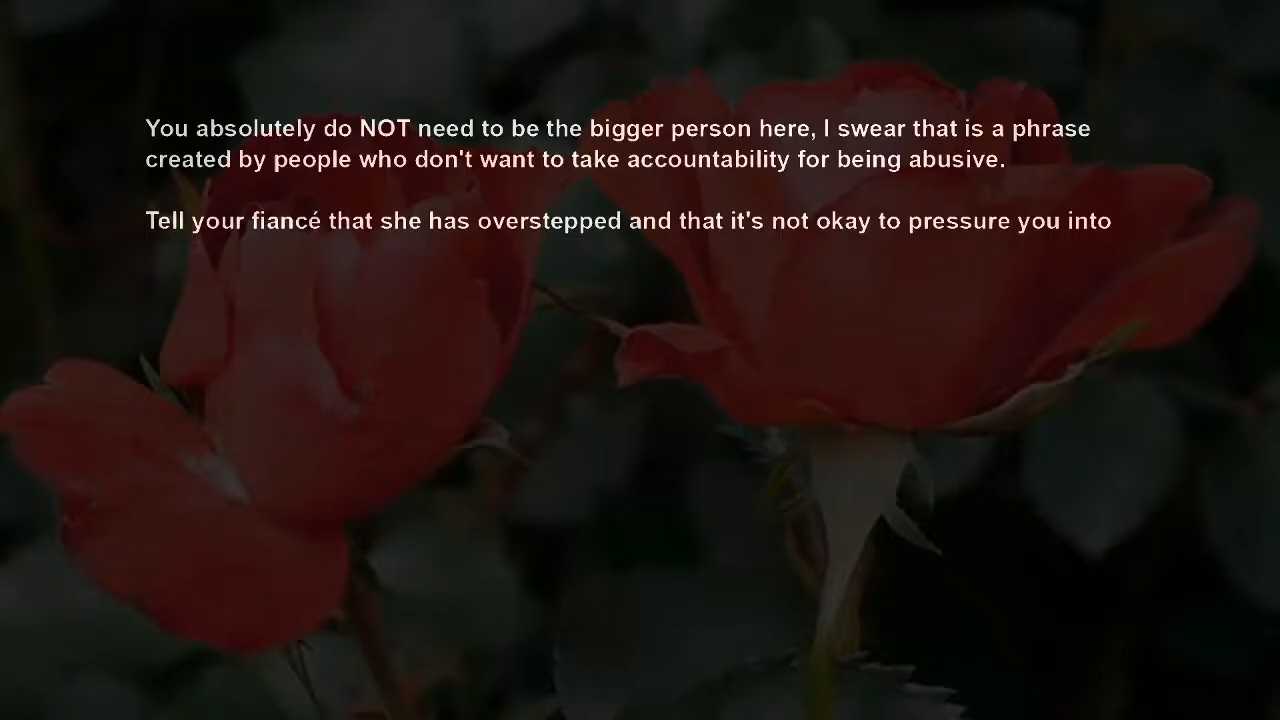 You absolutely do NOT need to be the bigger person here, I swear that is a phrase
created by people who don't want to take accountability for being abusive.
Tell your fiancé that she has overstepped and that it's not okay to pressure you into